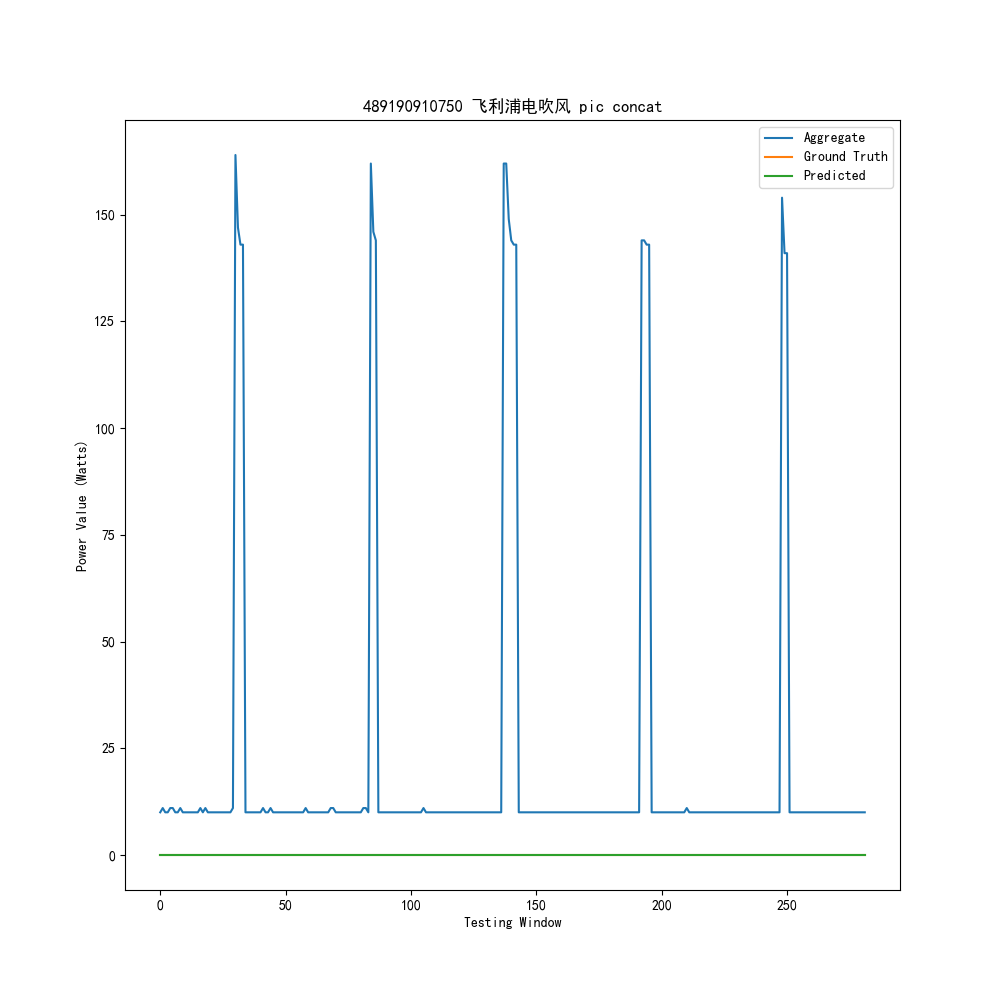 489190910750 飞利浦电吹风 pic concat
Aggregate
Ground Truth
Predicted
Power Value (Watts)
150
125
100
75
50
25
0
0 50 100 150 200 250
Testing Window